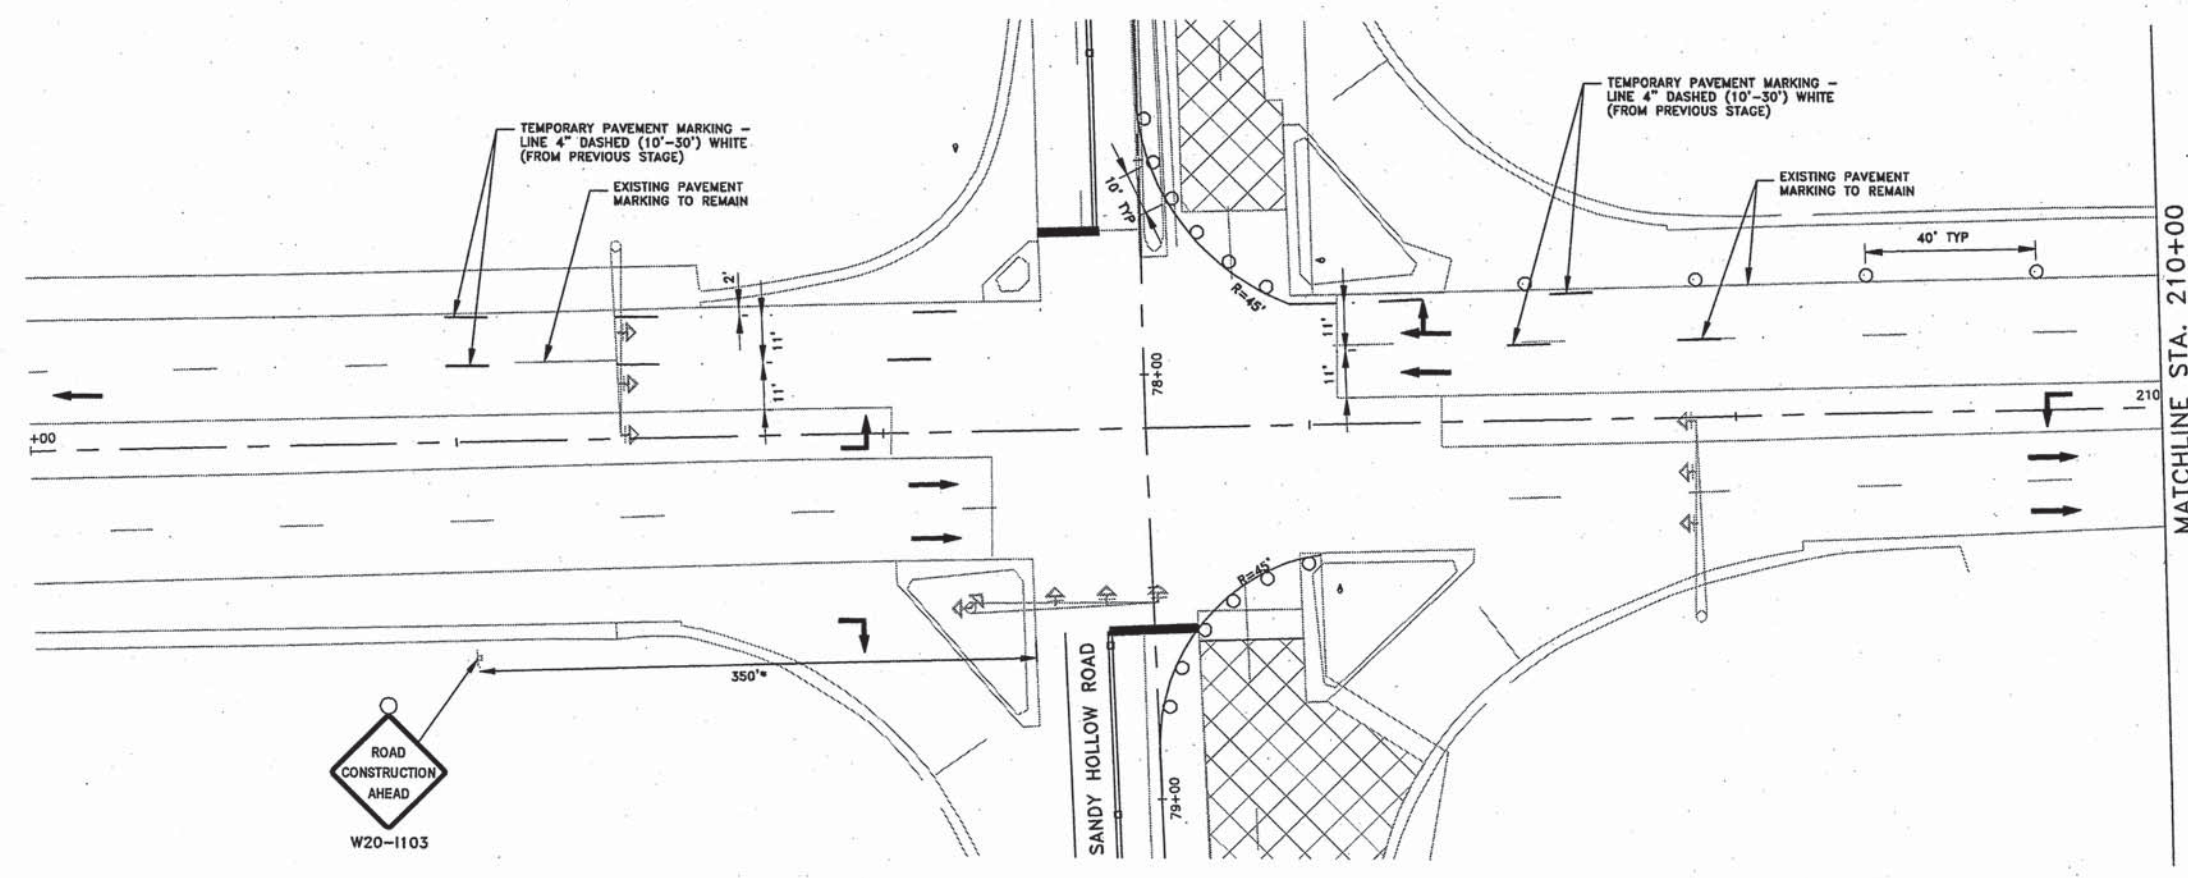 TEMPORARY PAVEMENT MARKING –
LINE 4" DASHED (10'-30') WHITE
(FROM PREVIOUS STAGE)
EXISTING PAVEMENT
MARKING TO REMAIN
TEMPORARY PAVEMENT MARKING –
LINE 4" DASHED (10'-30') WHITE
(FROM PREVIOUS STAGE)
EXISTING PAVEMENT
MARKING TO REMAIN
10' TYP
R=45'
40' TYP
2'
11'
11'
11'
11'
78+00
+00
210
MATCHLINE STA. 210+00
R=45'
350'*
SANDY HOLLOW ROAD
79+00
ROAD
CONSTRUCTION
AHEAD
W20-I103